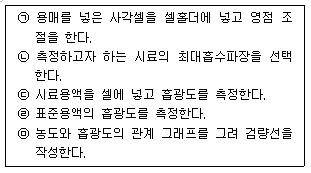 ㉠ 용매를 넣은 사각셀을 셀홀더에 넣고 영점 조
절을 한다.
㉡ 측정하고자 하는 시료의 최대흡수파장을 선택
한다.
㉢ 시료용액을 셀에 넣고 흡광도를 측정한다.
㉣ 표준용액의 흡광도를 측정한다.
㉤ 농도와 흡광도의 관계 그래프를 그려 검량선을
작성한다.